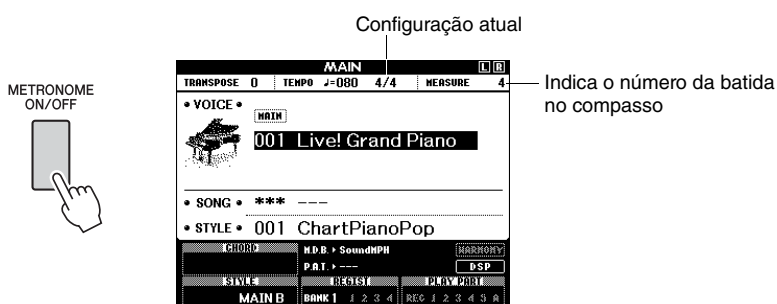 Configuração atual
MAIN L R
TRANSPOSE 0 TEMPO ♩=080 4/4 MEASURE 4
Indica o número da batida
no compasso
METRONOME
ON/OFF
VOICE
MAIN
001 Live! Grand Piano
SONG *** ---
STYLE 001 ChartPianoPop
CHORD M.D.B. ▸ SoundMPH HARMONY
P.A.T. ▸ --- DSP
STYLE REGIST PLAY PART
MAIN B BANK 1 1 2 3 4 REC 1 2 3 4 5 A